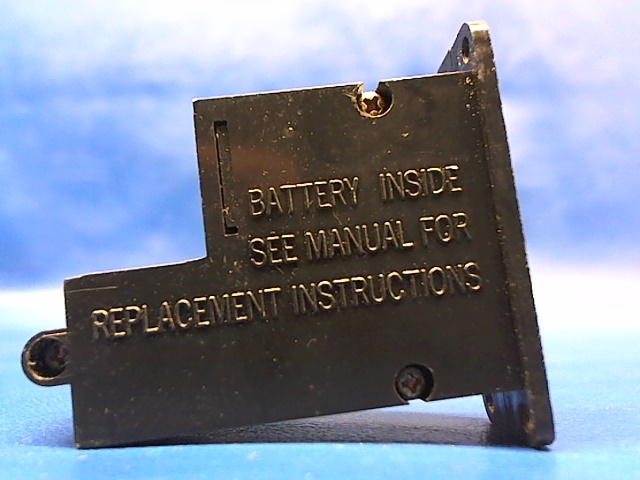 BATTERY INSIDE
SEE MANUAL FOR
REPLACEMENT INSTRUCTIONS